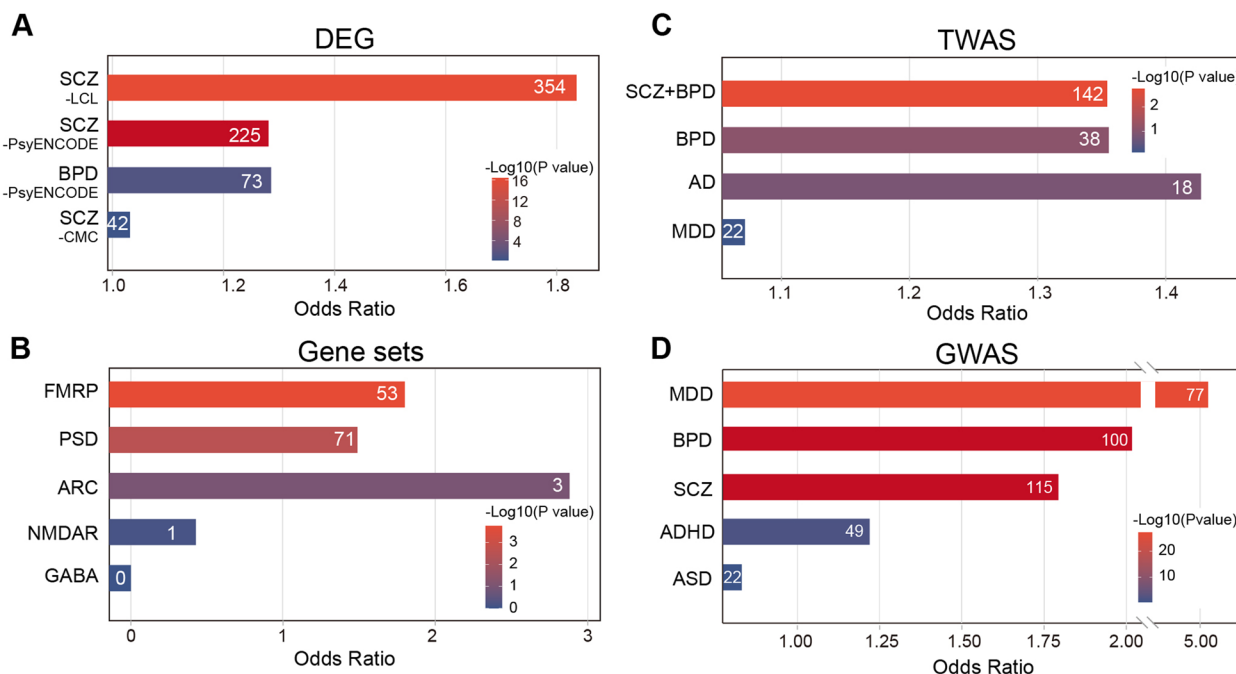 A
DEG
SCZ
-LCL
354
SCZ
-PsyENCODE
225
BPD
-PsyENCODE
73
SCZ
-CMC
42
-Log10(P value)
16
12
8
4
1.0 1.2 1.4 1.6 1.8
Odds Ratio
C
TWAS
SCZ+BPD
142
BPD
38
AD
18
MDD
22
-Log10(P value)
2
1
1.1 1.2 1.3 1.4
Odds Ratio
B
Gene sets
FMRP
53
PSD
71
ARC
3
NMDAR
1
GABA
0
-Log10(P value)
3
2
1
0
0 1 2 3
Odds Ratio
D
GWAS
MDD
77
BPD
100
SCZ
115
ADHD
49
ASD
22
-Log10(Pvalue)
20
10
1.00 1.25 1.50 1.75 2.00 5.00
Odds Ratio